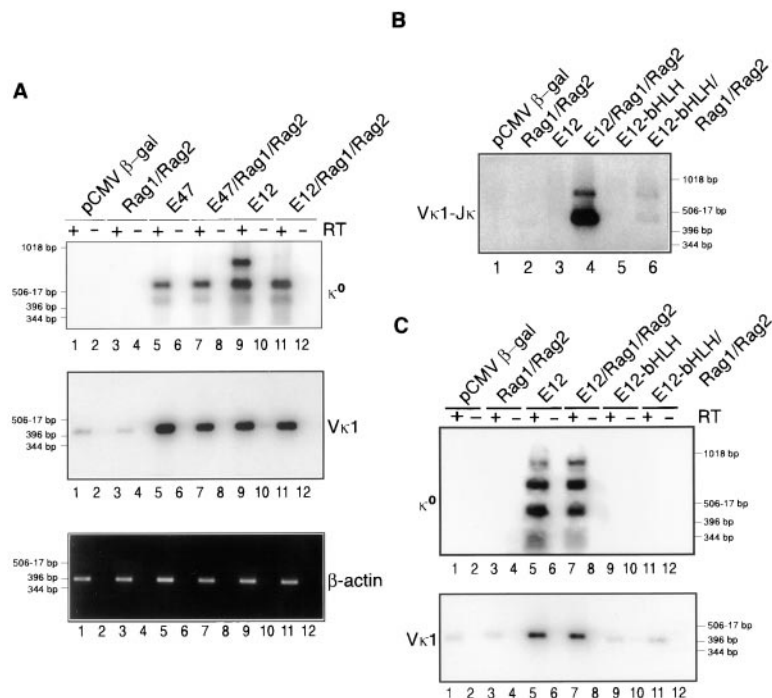 A
pCMV β-gal
Rag1/Rag2
E47
E47/Rag1/Rag2
E12
E12/Rag1/Rag2
+ − + − + − + − + − + − RT
1018 bp
506-17 bp
396 bp
344 bp
κ⁰
1 2 3 4 5 6 7 8 9 10 11 12
506-17 bp
396 bp
344 bp
Vκ1
1 2 3 4 5 6 7 8 9 10 11 12
506-17 bp
396 bp
344 bp
β-actin
1 2 3 4 5 6 7 8 9 10 11 12
B
pCMV β-gal
Rag1/Rag2
E12
E12/Rag1/Rag2
E12-bHLH
E12-bHLH/
Rag1/Rag2
Vκ1-Jκ
1018 bp
506-17 bp
396 bp
344 bp
1 2 3 4 5 6
C
pCMV β-gal
Rag1/Rag2
E12
E12/Rag1/Rag2
E12-bHLH
E12-bHLH/
Rag1/Rag2
+ − + − + − + − + − + − RT
κ⁰
1018 bp
506-17 bp
396 bp
344 bp
1 2 3 4 5 6 7 8 9 10 11 12
Vκ1
506-17 bp
396 bp
344 bp
1 2 3 4 5 6 7 8 9 10 11 12